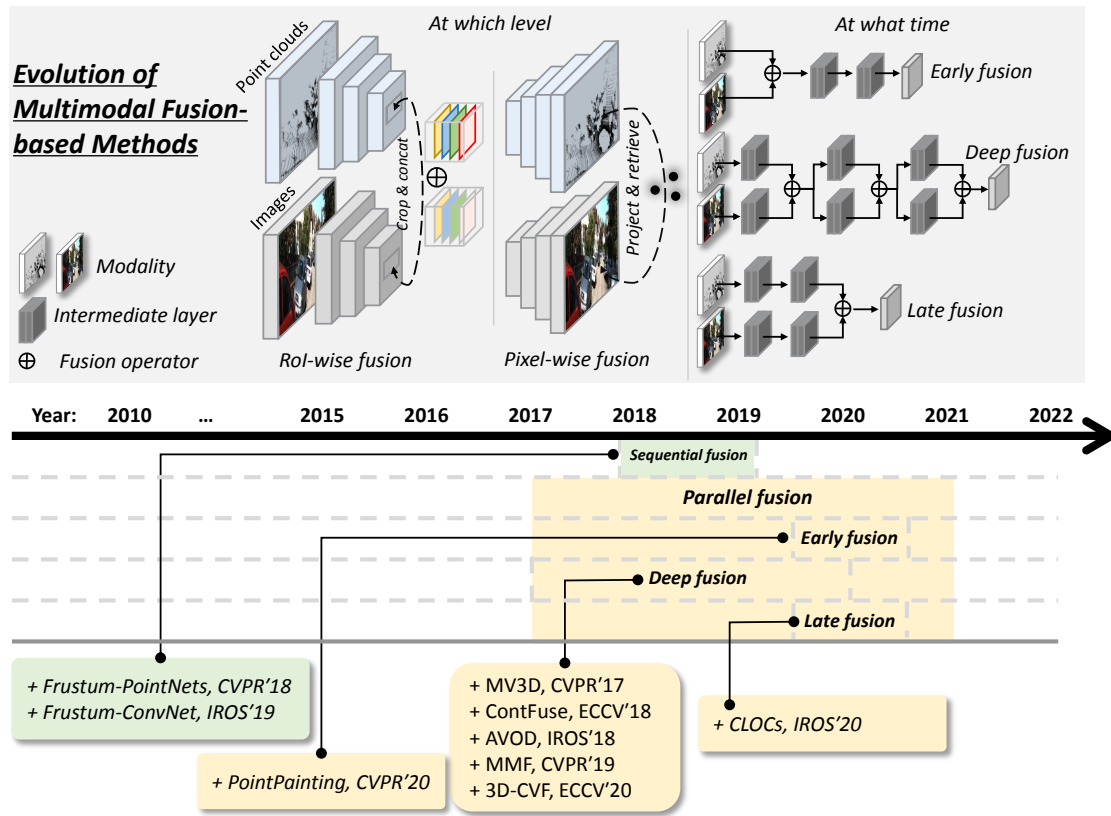 Evolution of
Multimodal Fusion-
based Methods
Modality
Intermediate layer
Fusion operator
At which level
Point clouds
Images
Crop & concat
RoI-wise fusion
Project & retrieve
Pixel-wise fusion
At what time
Early fusion
Deep fusion
Late fusion
Year: 2010 ... 2015 2016 2017 2018 2019 2020 2021 2022
Sequential fusion
Parallel fusion
Early fusion
Deep fusion
Late fusion
+ Frustum-PointNets, CVPR'18
+ Frustum-ConvNet, IROS'19
+ PointPainting, CVPR'20
+ MV3D, CVPR'17
+ ContFuse, ECCV'18
+ AVOD, IROS'18
+ MMF, CVPR'19
+ 3D-CVF, ECCV'20
+ CLOCs, IROS'20